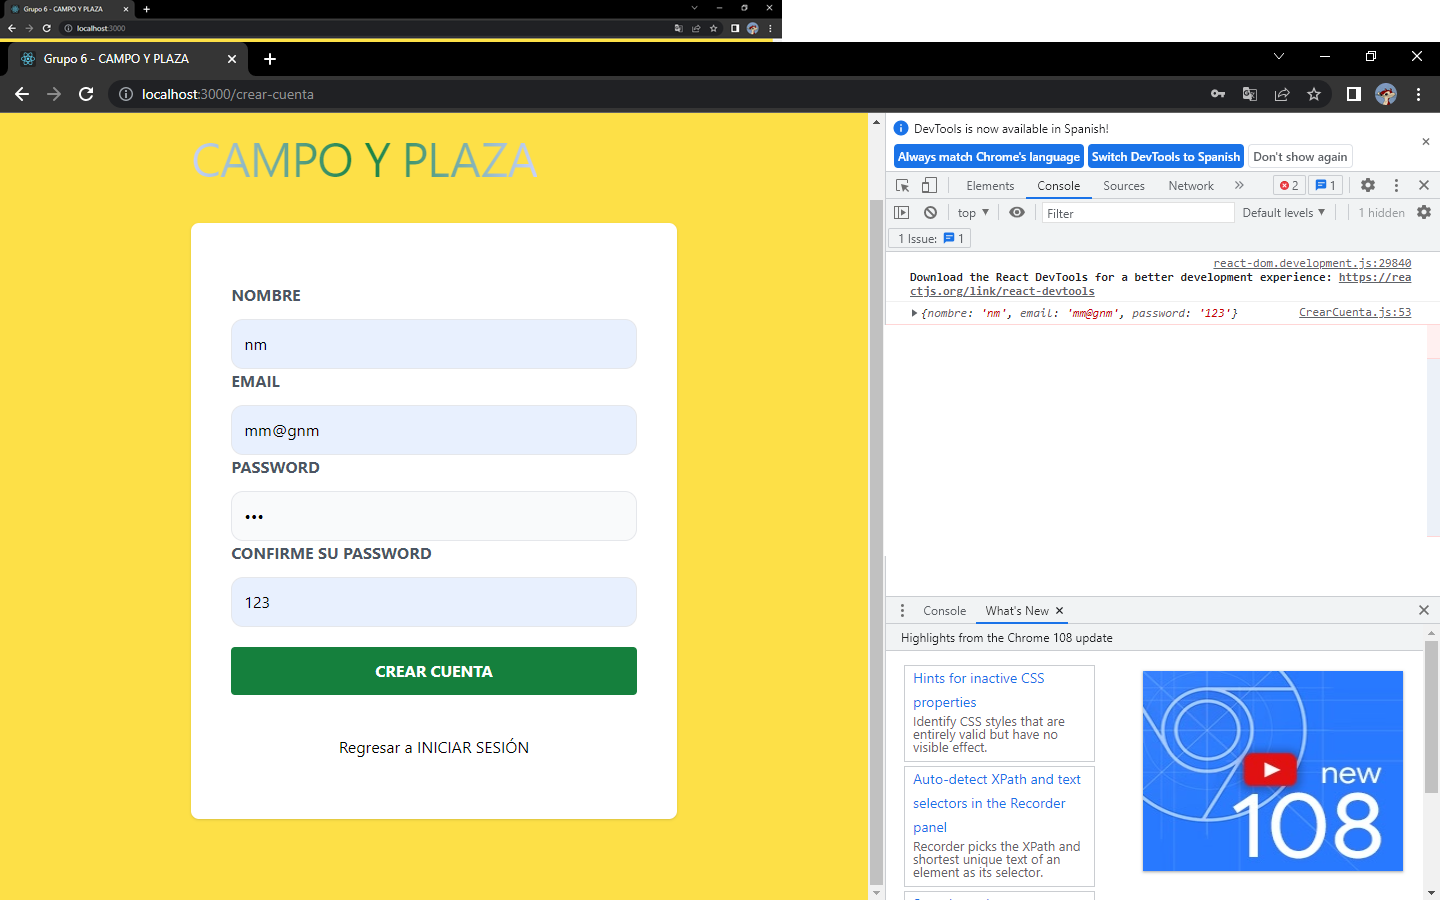 Grupo 6 - CAMPO Y PLAZA
localhost:3000
Grupo 6 - CAMPO Y PLAZA
localhost:3000/crear-cuenta
CAMPO Y PLAZA
NOMBRE
nm
EMAIL
mm@gnm
PASSWORD
•••
CONFIRME SU PASSWORD
123
CREAR CUENTA
Regresar a INICIAR SESIÓN
DevTools is now available in Spanish!
Always match Chrome's language
Switch DevTools to Spanish
Don't show again
Elements
Console
Sources
Network
2
1
top
Filter
Default levels
1 hidden
1 Issue:
1
react-dom.development.js:29840
Download the React DevTools for a better development experience: https://rea
ctjs.org/link/react-devtools
{nombre: 'nm', email: 'mm@gnm', password: '123'}
CrearCuenta.js:53
Console
What's New
Highlights from the Chrome 108 update
Hints for inactive CSS
properties
Identify CSS styles that are
entirely valid but have no
visible effect.
Auto-detect XPath and text
selectors in the Recorder
panel
Recorder picks the XPath and
shortest unique text of an
element as its selector.
new
108